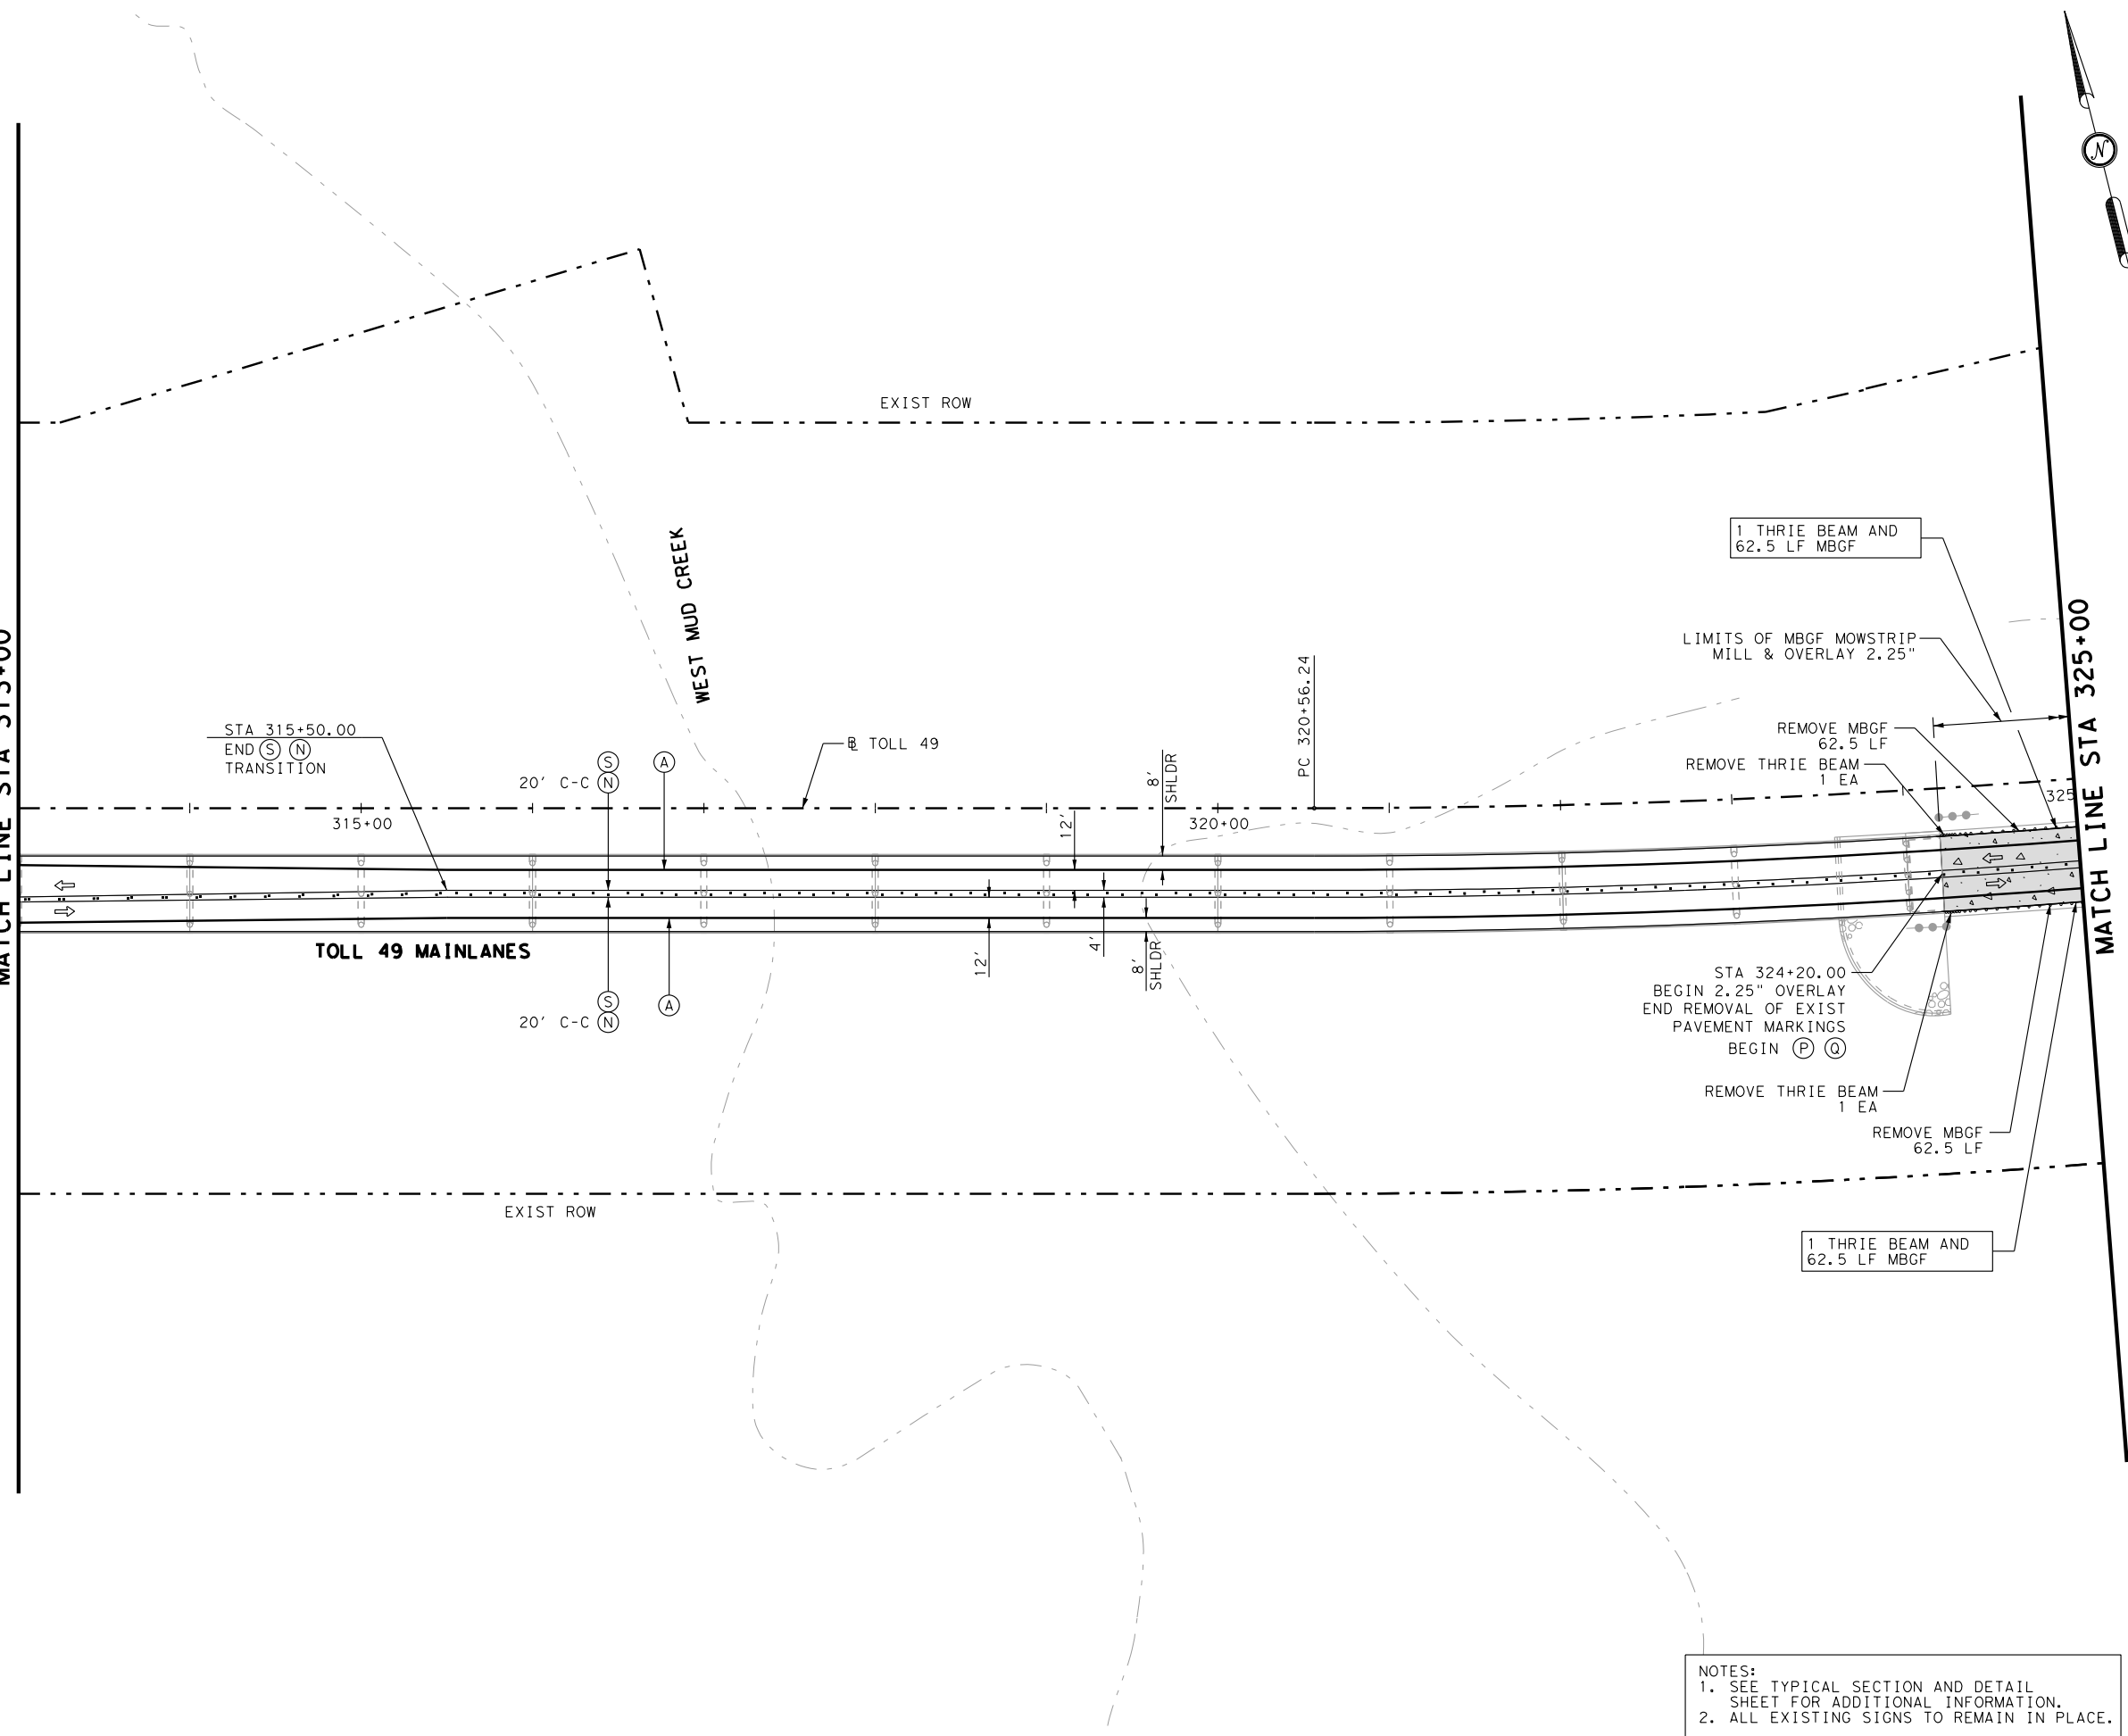 N
EXIST ROW
1 THRIE BEAM AND
62.5 LF MBGF
WEST MUD CREEK
LIMITS OF MBGF MOWSTRIP
MILL & OVERLAY 2.25"
MATCH LINE STA
MATCH LINE STA 325+00
PC 320+56.24
STA 315+50.00
END S N
TRANSITION
REMOVE MBGF
62.5 LF
REMOVE THRIE BEAM
1 EA
S
20' C-C N
A
TOLL 49
8'
SHLDR
12'
315+00
320+00
325
TOLL 49 MAINLANES
12'
4'
8'
SHLDR
S
20' C-C N
A
STA 324+20.00
BEGIN 2.25" OVERLAY
END REMOVAL OF EXIST
PAVEMENT MARKINGS
BEGIN P Q
REMOVE THRIE BEAM
1 EA
REMOVE MBGF
62.5 LF
EXIST ROW
1 THRIE BEAM AND
62.5 LF MBGF
NOTES:
1. SEE TYPICAL SECTION AND DETAIL
SHEET FOR ADDITIONAL INFORMATION.
2. ALL EXISTING SIGNS TO REMAIN IN PLACE.